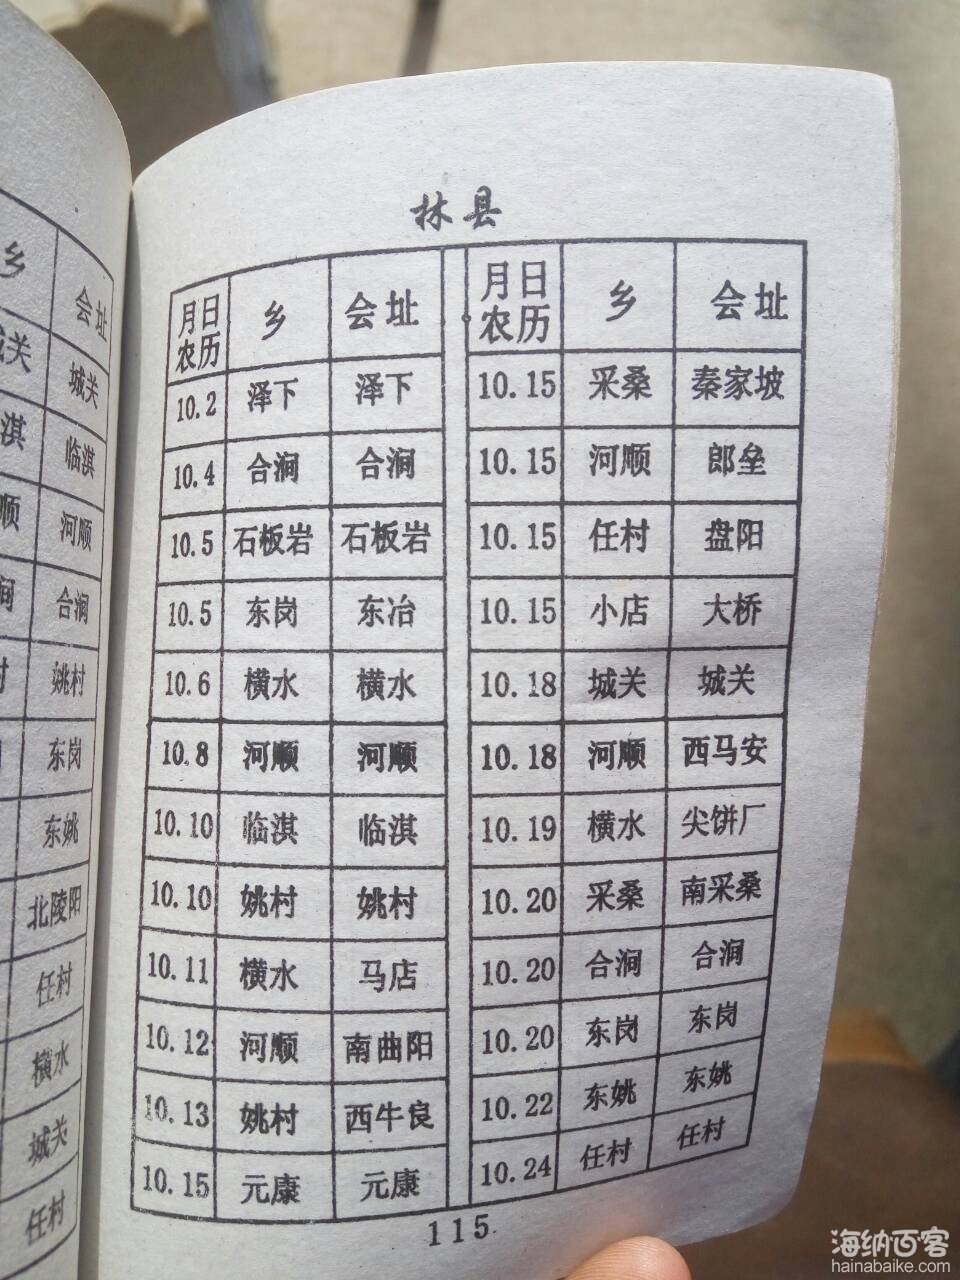 乡 会址
城关 城关
淇 临淇
顺 河顺
合涧
村 姚村
东岗
东姚
北陵阳
任村
横水
城关
任村
林县
月日农历 乡 会址 月日农历 乡 会址
10.2 泽下 泽下 10.15 采桑 秦家坡
10.4 合涧 合涧 10.15 河顺 郎垒
10.5 石板岩 石板岩 10.15 任村 盘阳
10.5 东岗 东冶 10.15 小店 大桥
10.6 横水 横水 10.18 城关 城关
10.8 河顺 河顺 10.18 河顺 西马安
10.10 临淇 临淇 10.19 横水 尖饼厂
10.10 姚村 姚村 10.20 采桑 南采桑
10.11 横水 马店 10.20 合涧 合涧
10.12 河顺 南曲阳 10.20 东岗 东岗
10.13 姚村 西牛良 10.22 东姚 东姚
10.15 元康 元康 10.24 任村 任村
115
海纳百客
hainabaike.com